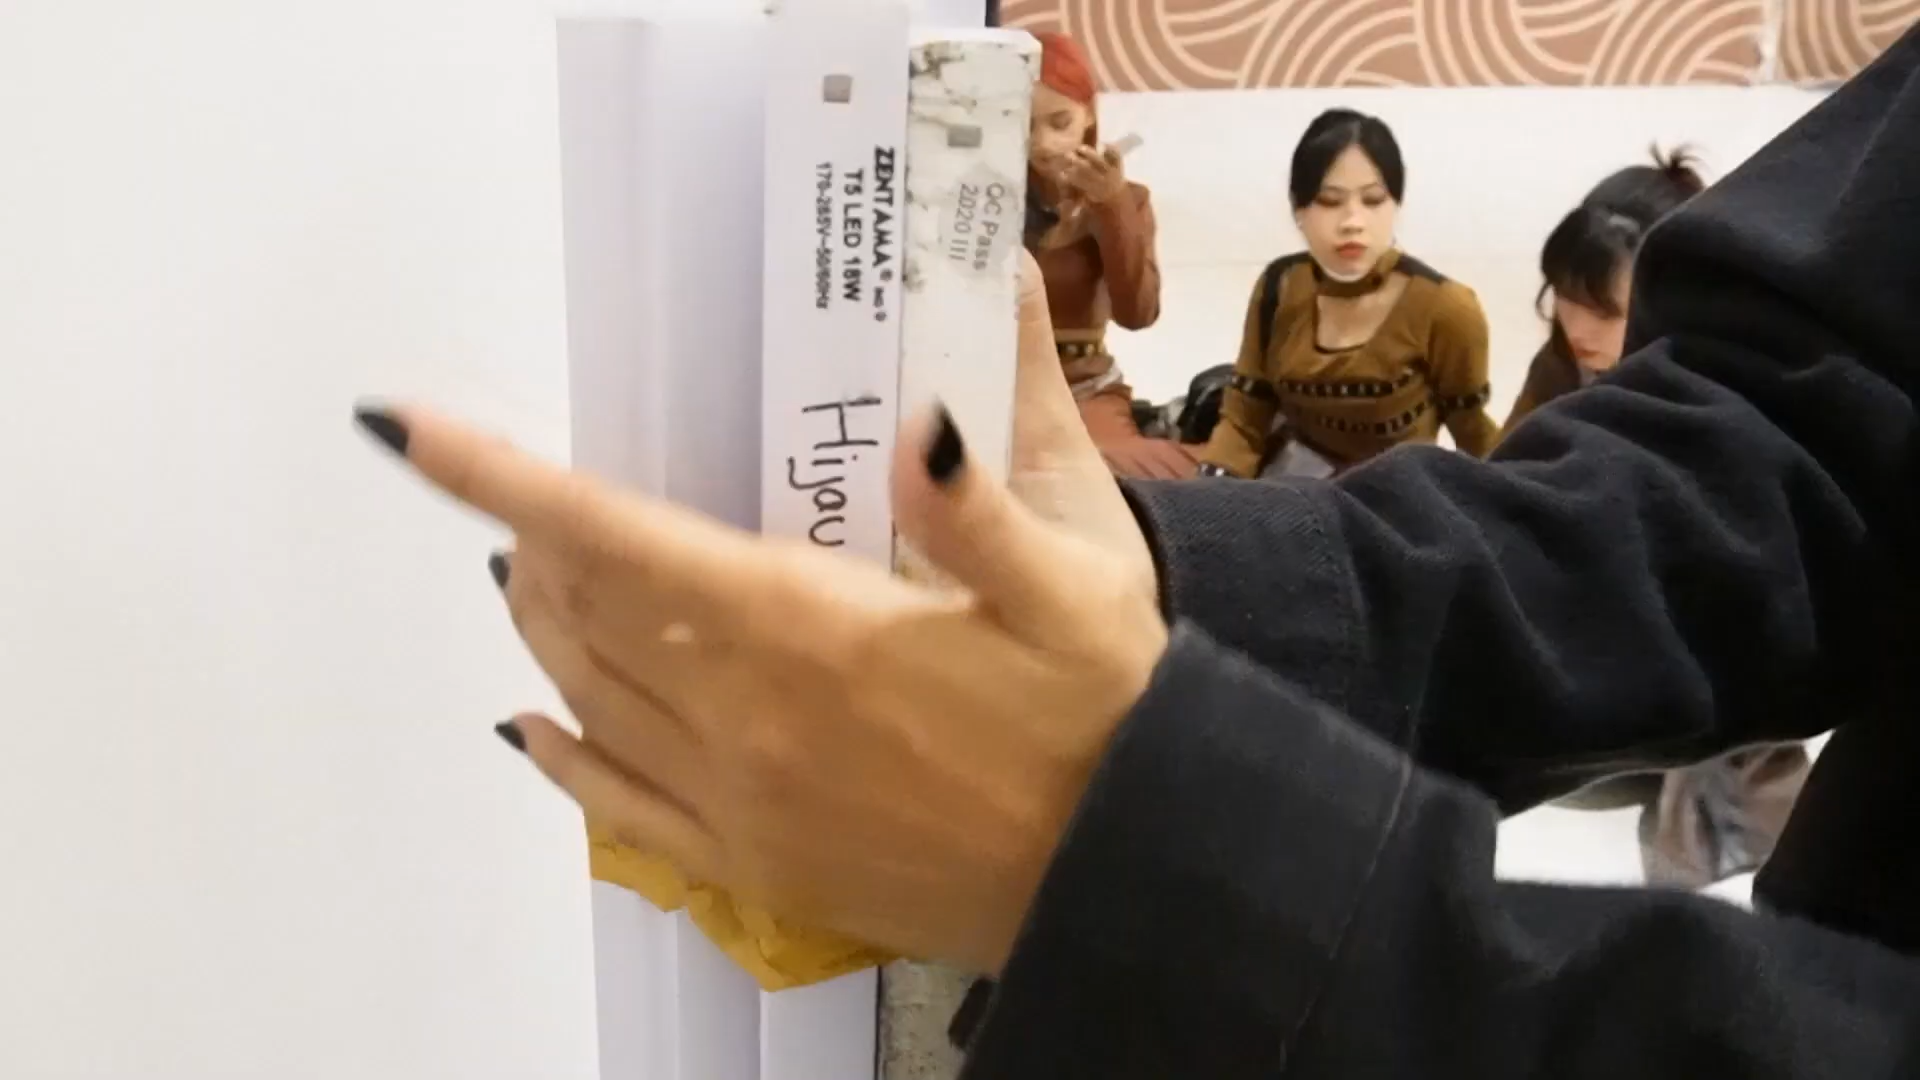 ZENTAMA®
T5 LED 18W
170-265V~50/60Hz
Hijau
QC Pass
2020 III